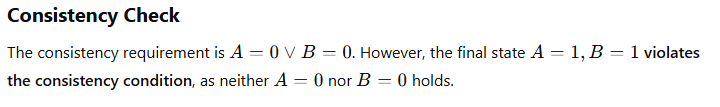 Consistency Check
The consistency requirement is A = 0 ∨ B = 0. However, the final state A = 1, B = 1 violates
the consistency condition, as neither A = 0 nor B = 0 holds.